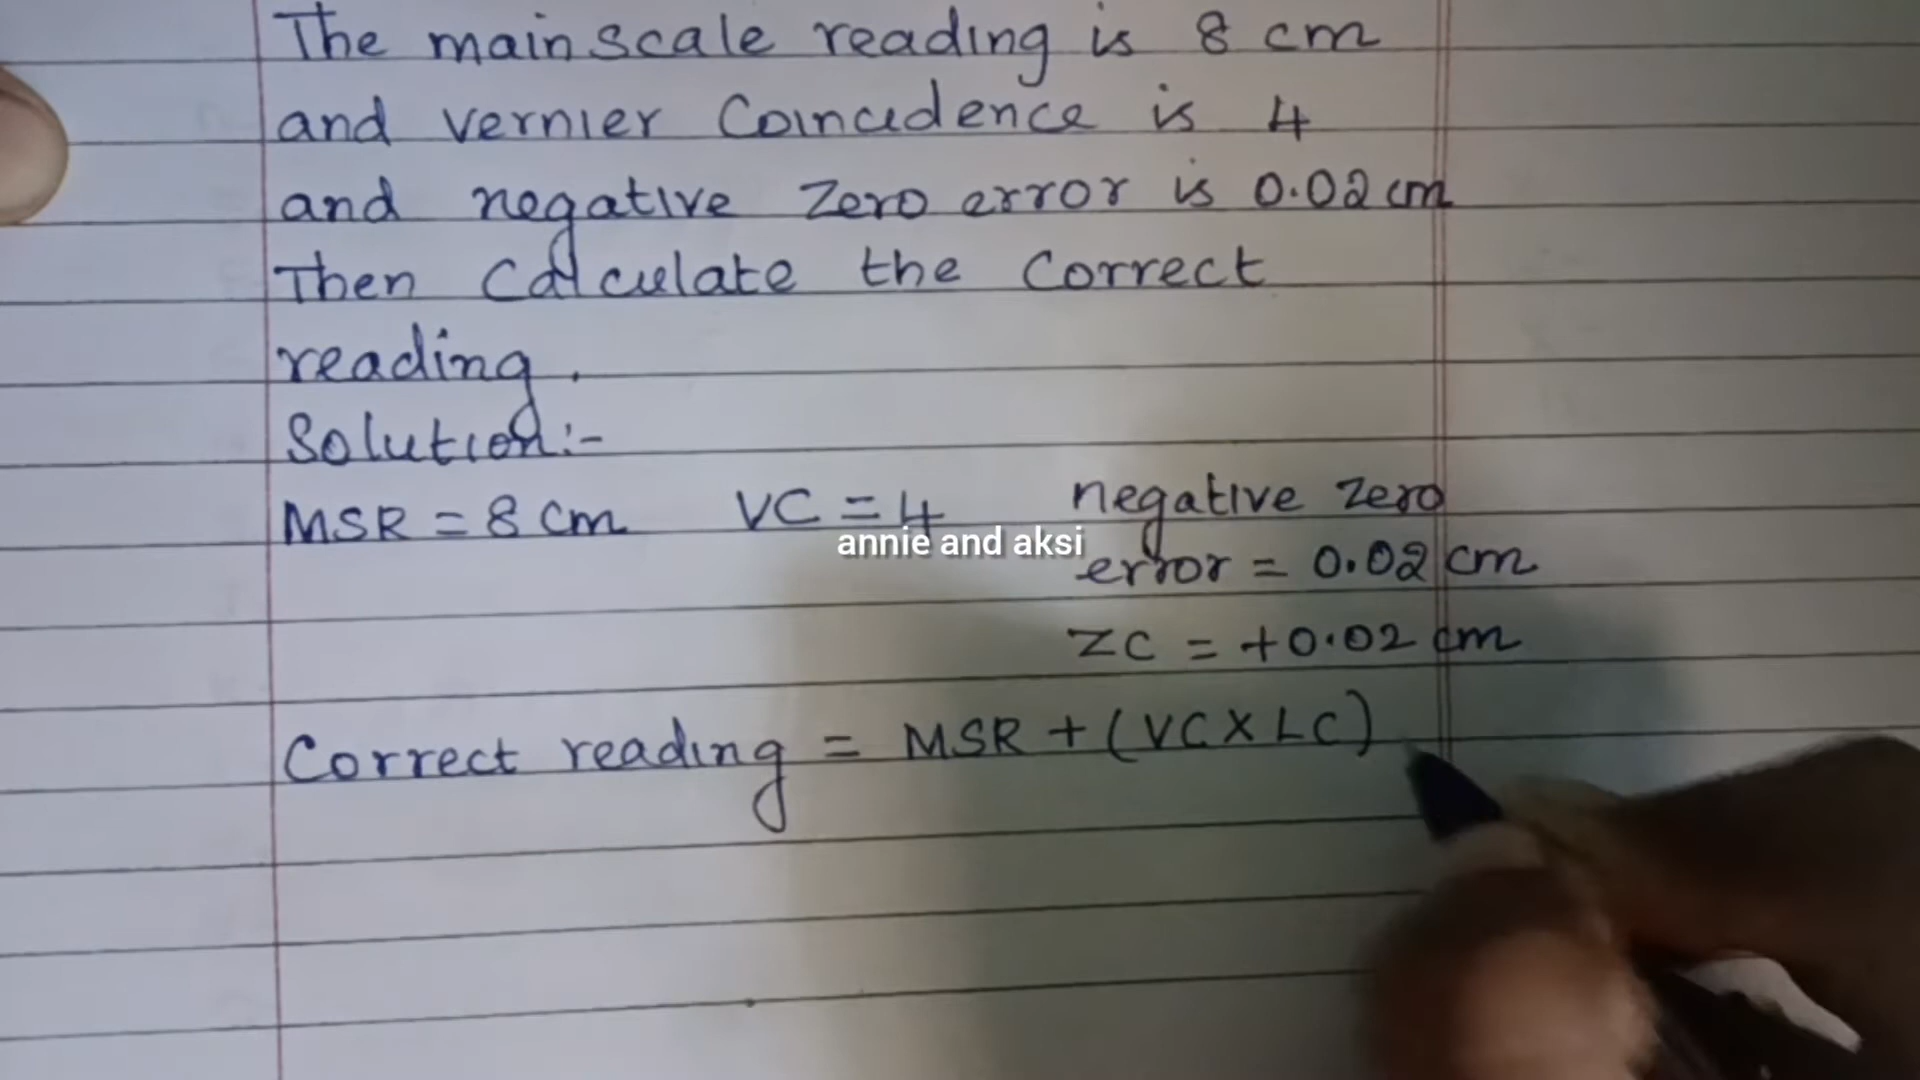 The main scale reading is 8 cm
and vernier Coincidence is 4
and negative Zero error is 0.02 cm
Then Calculate the Correct
reading.
Solution:-
MSR = 8 cm VC = 4 negative zero
annie and aksi
error = 0.02 cm
ZC = +0.02 cm
Correct reading = MSR + (VC X LC)